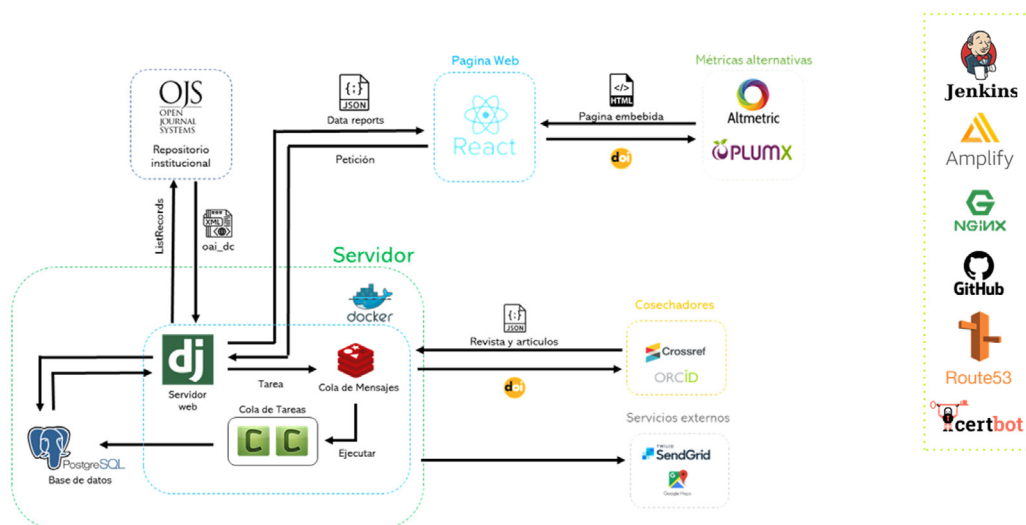 OJS
OPEN
JOURNAL
SYSTEMS
Repositorio
institucional
{;}
JSON
Data reports
Petición
Pagina Web
React
</>
HTML
Pagina embebida
doi
Métricas alternativas
Altmetric
PLUMX
ListRecords
XML
oai_dc
Servidor
docker
dj
Servidor
web
Tarea
Cola de Mensajes
Cola de Tareas
C C
Ejecutar
PostgreSQL
Base de datos
{;}
JSON
Revista y artículos
doi
Cosechadores
Crossref
ORCID
Servicios externos
TWILIO
SendGrid
Google Maps
Jenkins
Amplify
G
NGINX
GitHub
Route53
certbot